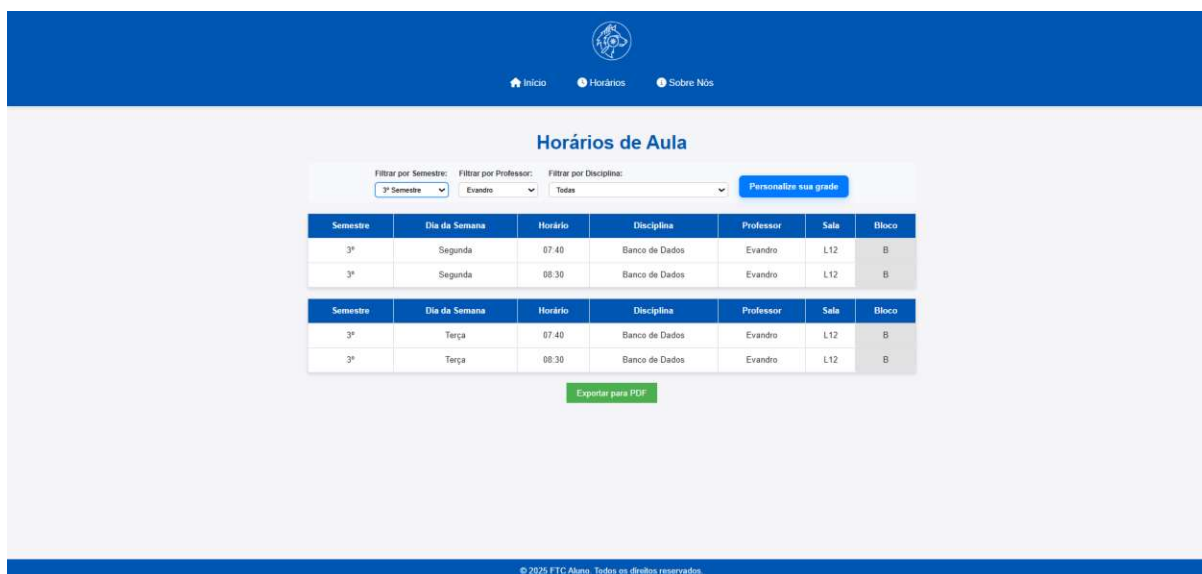 Início Horários Sobre Nós
Horários de Aula
Filtrar por Semestre: Filtrar por Professor: Filtrar por Disciplina:
3º Semestre Evandro Todas Personalize sua grade
Semestre Dia da Semana Horário Disciplina Professor Sala Bloco
3º Segunda 07:40 Banco de Dados Evandro L12 B
3º Segunda 08:30 Banco de Dados Evandro L12 B
Semestre Dia da Semana Horário Disciplina Professor Sala Bloco
3º Terça 07:40 Banco de Dados Evandro L12 B
3º Terça 08:30 Banco de Dados Evandro L12 B
Exportar para PDF
© 2025 FTC Aluno. Todos os direitos reservados.